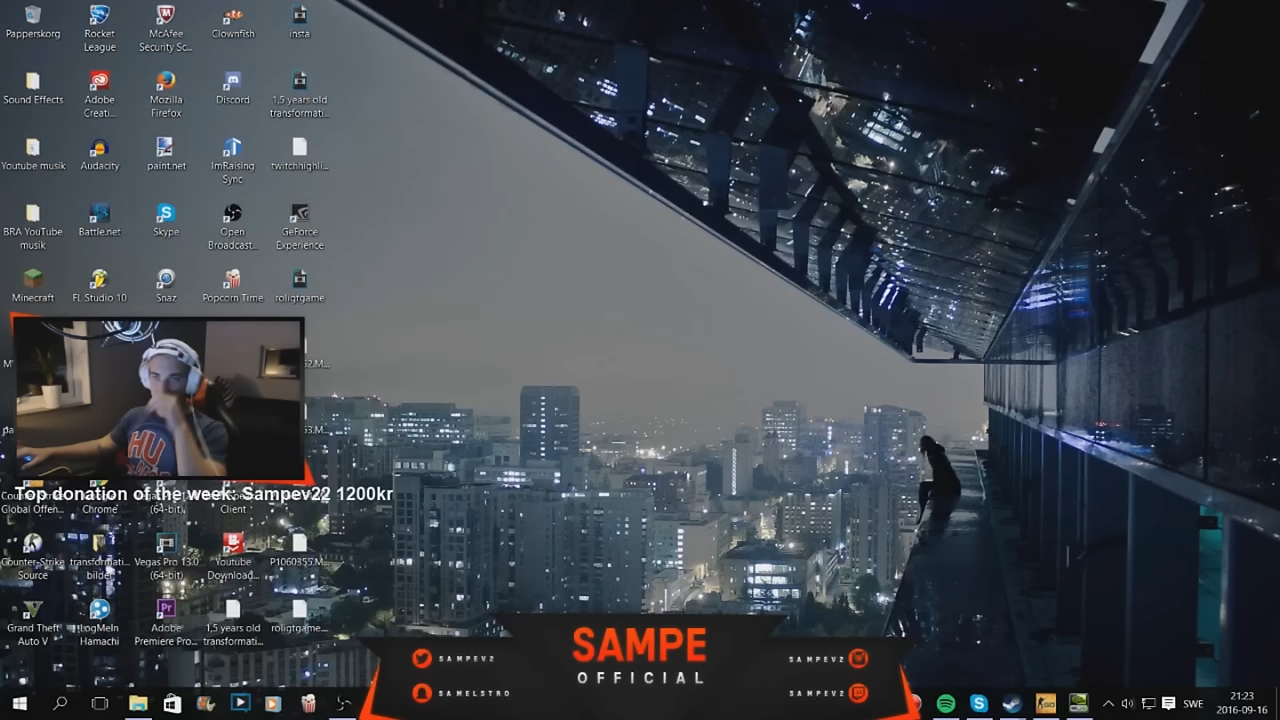 Papperskorg
Rocket
League
McAfee
Security Sc...
Clownfish
insta
Sound Effects
Adobe
Creati...
Mozilla
Firefox
Discord
1,5 years old
transformati...
Youtube musik
Audacity
paint.net
ImRaising
Sync
twitchhighli...
BRA YouTube
musik
Battle.net
Skype
Open
Broadcast...
GeForce
Experience
Minecraft
FL Studio 10
Snaz
Popcorn Time
roligtgame
HU
Top donation of the week: Sampev22 1200kr
Global Offen...
Chrome
(64-bit)
Client
Counter-Strike
Source
transformati...
bilder
Vegas Pro 13.0
(64-bit)
Youtube
Download...
P1060355.M...
Grand Theft
Auto V
LogMeIn
Hamachi
Adobe
Premiere Pro...
1,5 years old
transformati...
roligtgame...
SAMPEV2
SAMELSTRO
SAMPE
OFFICIAL
SAMPEV2
SAMPEV2
SWE
21:23
2016-09-16